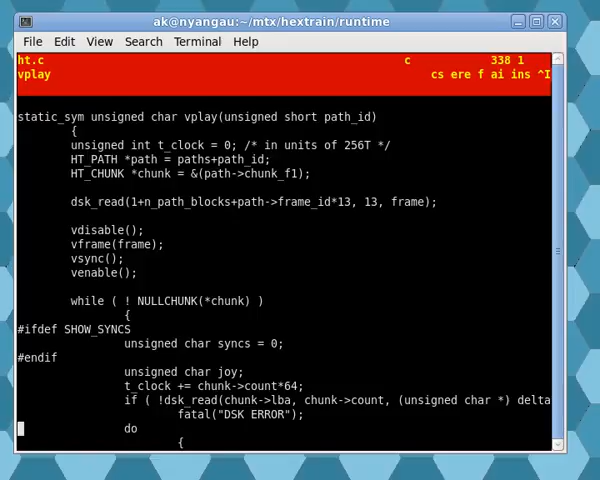 ak@nyangau:~/mtx/hextrain/runtime
File Edit View Search Terminal Help
ht.c c 338 1
vplay cs ere f ai ins ^I
static_sym unsigned char vplay(unsigned short path_id)
{
unsigned int t_clock = 0; /* in units of 256T */
HT_PATH *path = paths+path_id;
HT_CHUNK *chunk = &(path->chunk_f1);
dsk_read(1+n_path_blocks+path->frame_id*13, 13, frame);
vdisable();
vframe(frame);
vsync();
venable();
while ( ! NULLCHUNK(*chunk) )
{
#ifdef SHOW_SYNCS
unsigned char syncs = 0;
#endif
unsigned char joy;
t_clock += chunk->count*64;
if ( !dsk_read(chunk->lba, chunk->count, (unsigned char *) delta
fatal("DSK ERROR");
do
{